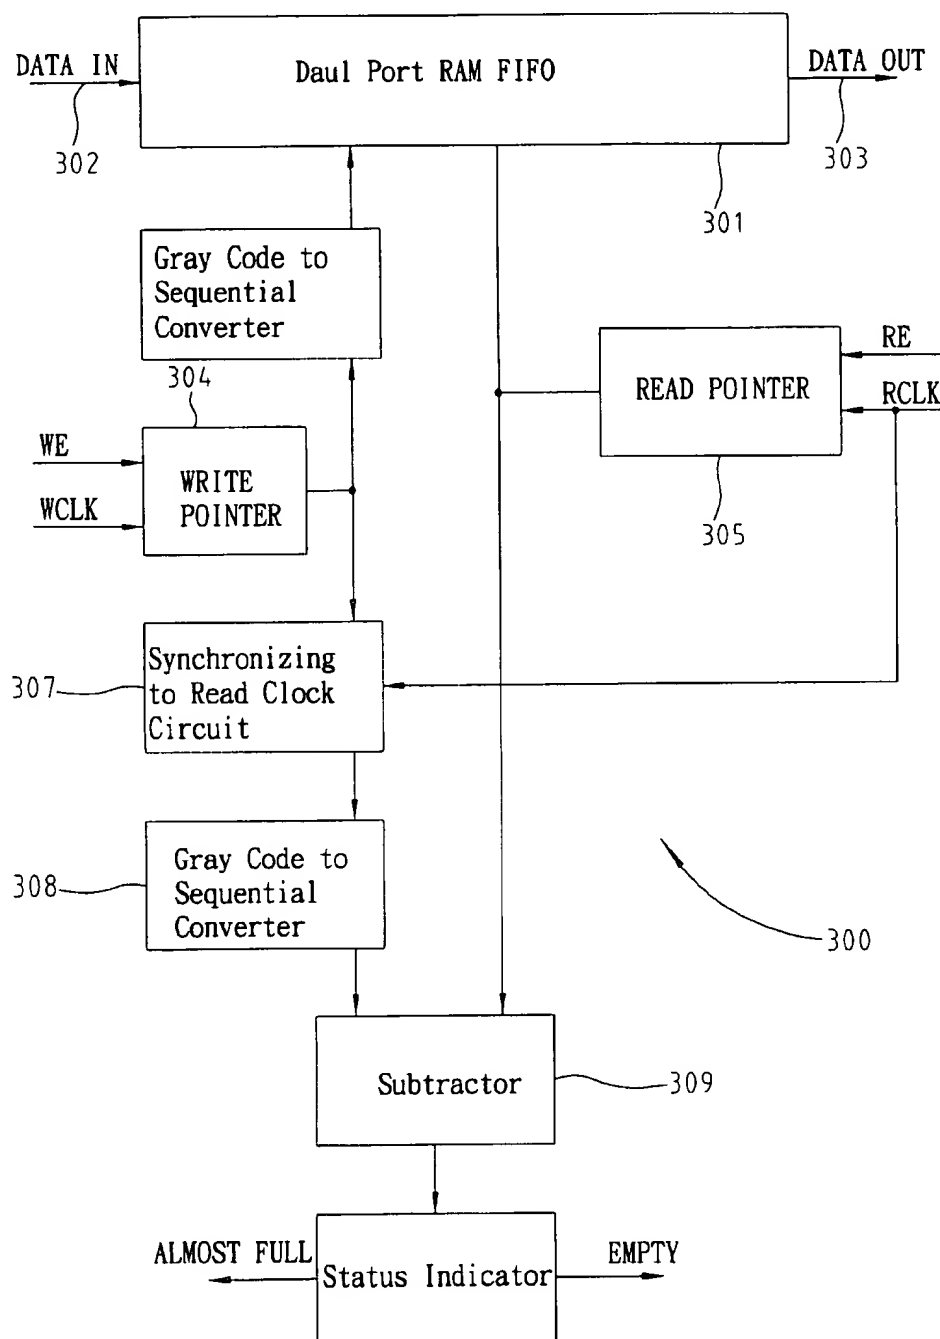 Daul Port RAM FIFO
DATA IN
DATA OUT
302
303
301
Gray Code to
Sequential
Converter
304
RE
READ POINTER
RCLK
WE
WCLK
WRITE
POINTER
305
Synchronizing
to Read Clock
Circuit
307
Gray Code to
Sequential
Converter
308
300
Subtractor
309
ALMOST FULL
EMPTY
Status Indicator